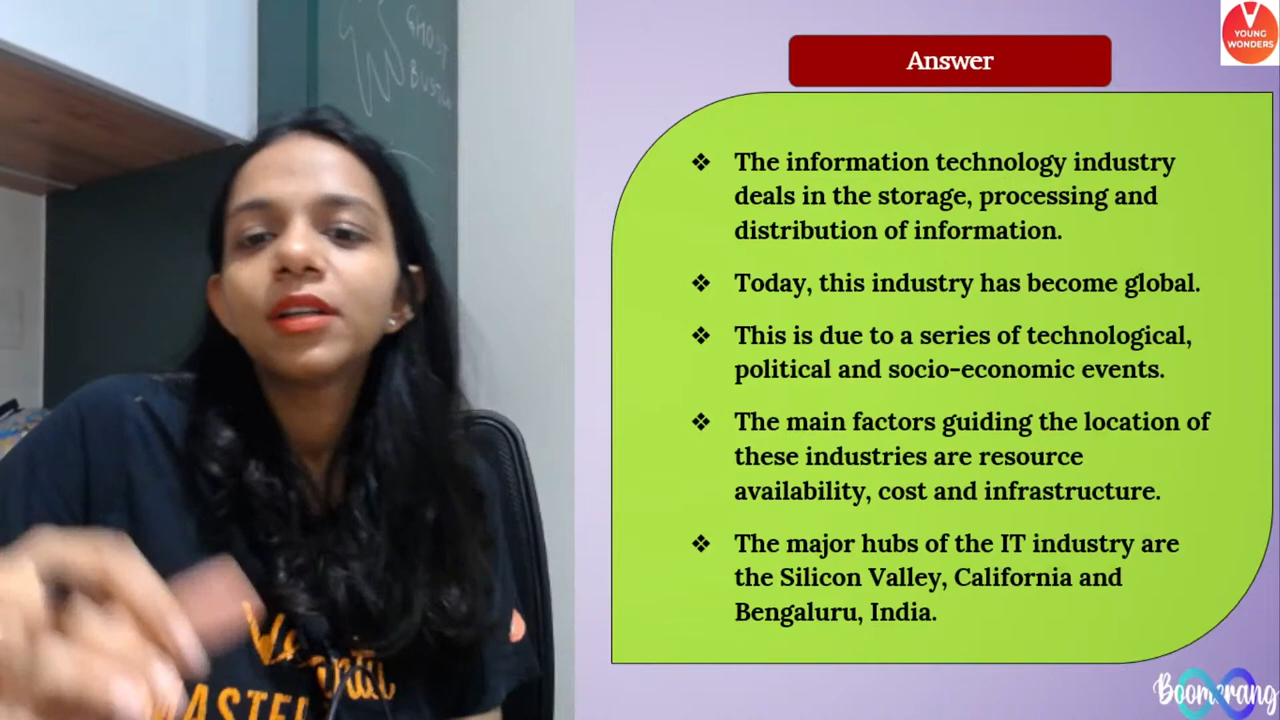 YOUNG
WONDERS
Answer
❖ The information technology industry
deals in the storage, processing and
distribution of information.
❖ Today, this industry has become global.
❖ This is due to a series of technological,
political and socio-economic events.
❖ The main factors guiding the location of
these industries are resource
availability, cost and infrastructure.
❖ The major hubs of the IT industry are
the Silicon Valley, California and
Bengaluru, India.
Boomerang